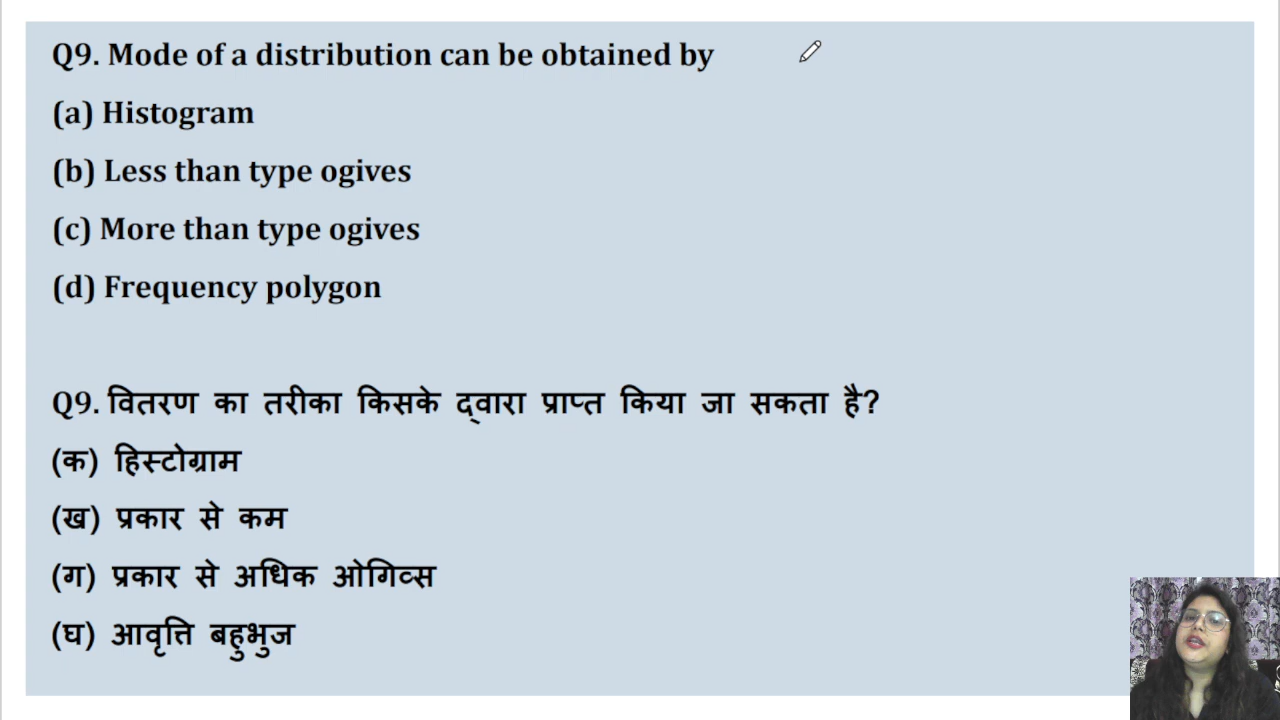 Q9. Mode of a distribution can be obtained by
(a) Histogram
(b) Less than type ogives
(c) More than type ogives
(d) Frequency polygon
Q9. वितरण का तरीका किसके द्वारा प्राप्त किया जा सकता है?
(क) हिस्टोग्राम
(ख) प्रकार से कम
(ग) प्रकार से अधिक ओगिव्स
(घ) आवृत्ति बहुभुज